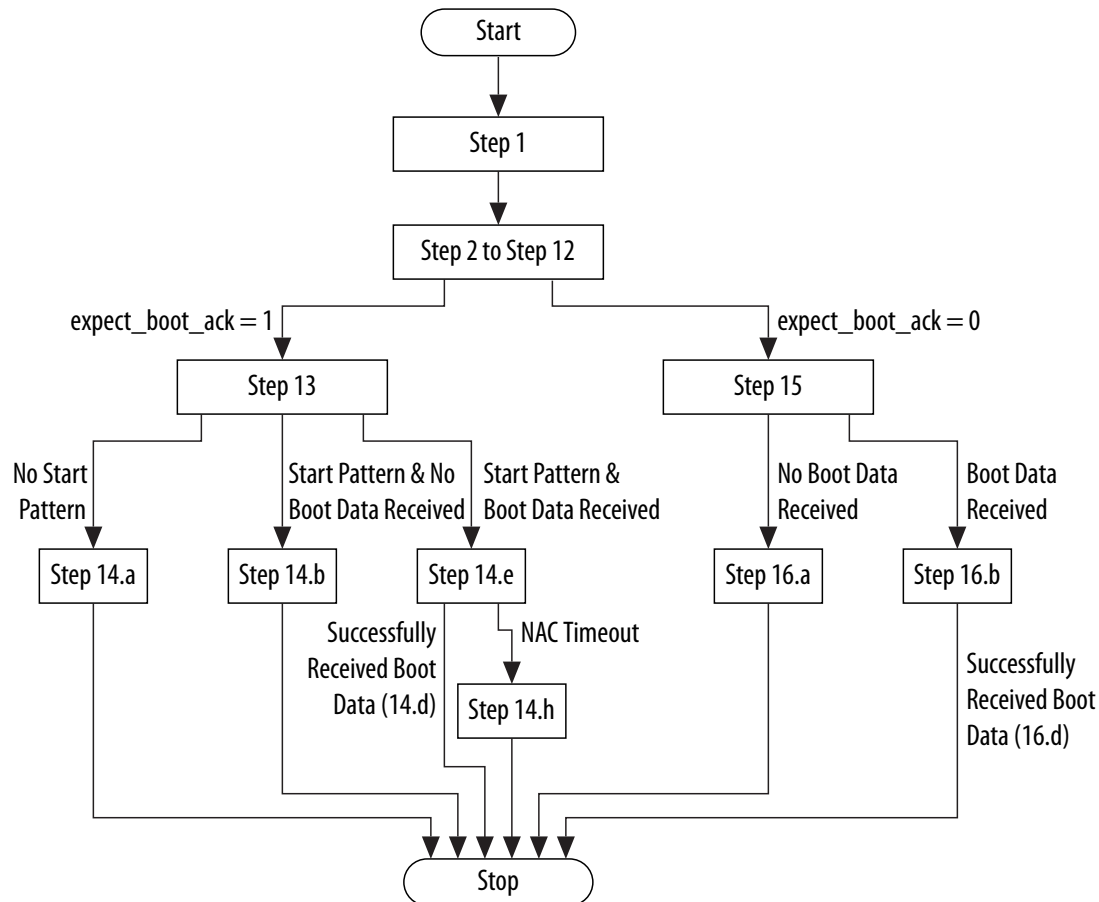 Start
Step 1
Step 2 to Step 12
expect_boot_ack = 1
expect_boot_ack = 0
Step 13
Step 15
No Start
Pattern
Start Pattern & No
Boot Data Received
Start Pattern &
Boot Data Received
No Boot Data
Received
Boot Data
Received
Step 14.a
Step 14.b
Step 14.e
Step 16.a
Step 16.b
Successfully
Received Boot
Data (14.d)
NAC Timeout
Step 14.h
Successfully
Received Boot
Data (16.d)
Stop